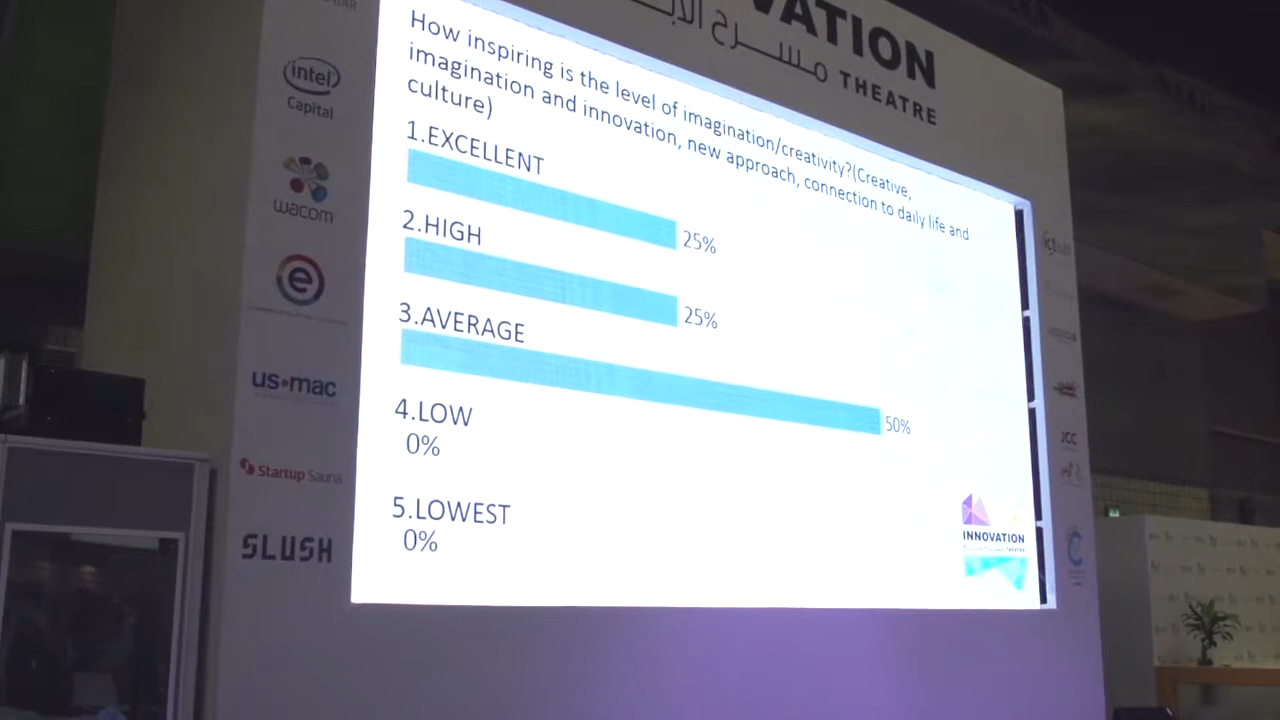 VATION
مسرح
THEATRE
intel
Capital
wacom
e
us•mac
Startup Sauna
SLUSH
How inspiring is the level of imagination/creativity?(Creative,
imagination and innovation, new approach, connection to daily life and
culture)
1.EXCELLENT
25%
2.HIGH
25%
3.AVERAGE
50%
4.LOW
0%
5.LOWEST
0%
INNOVATION
THEATRE
ict
JCC